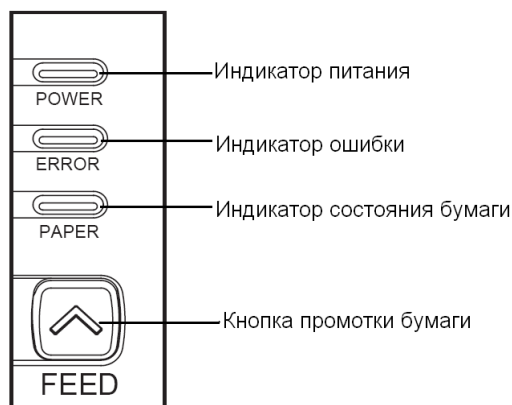 Индикатор питания
POWER
Индикатор ошибки
ERROR
Индикатор состояния бумаги
PAPER
Кнопка промотки бумаги
FEED